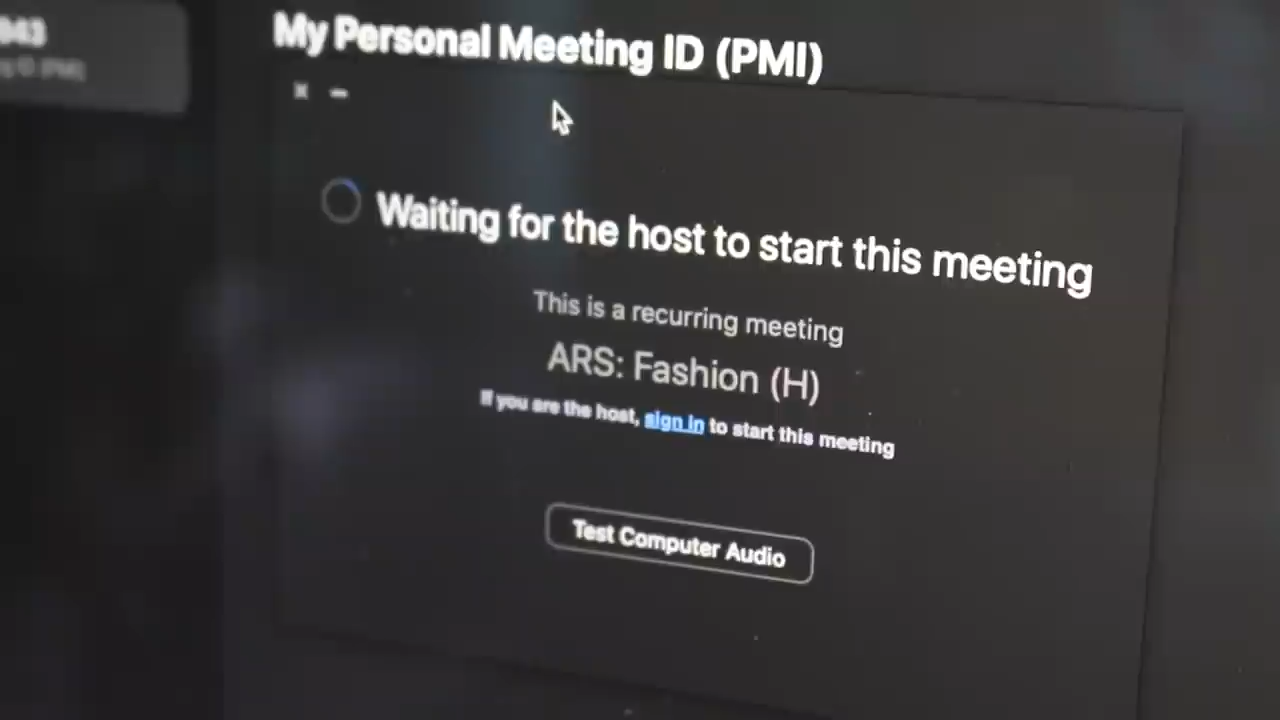 943
My Personal Meeting ID (PMI)
Waiting for the host to start this meeting
This is a recurring meeting
ARS: Fashion (H)
If you are the host, sign in to start this meeting
Test Computer Audio